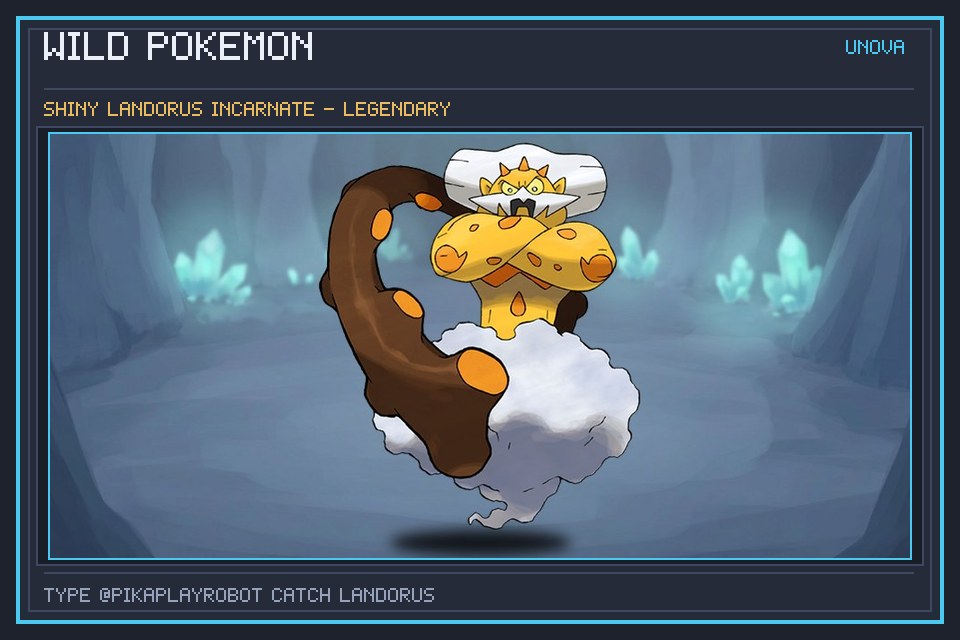 WILD POKEMON
UNOVA
SHINY LANDORUS INCARNATE - LEGENDARY
TYPE @PIKAPLAYROBOT CATCH LANDORUS